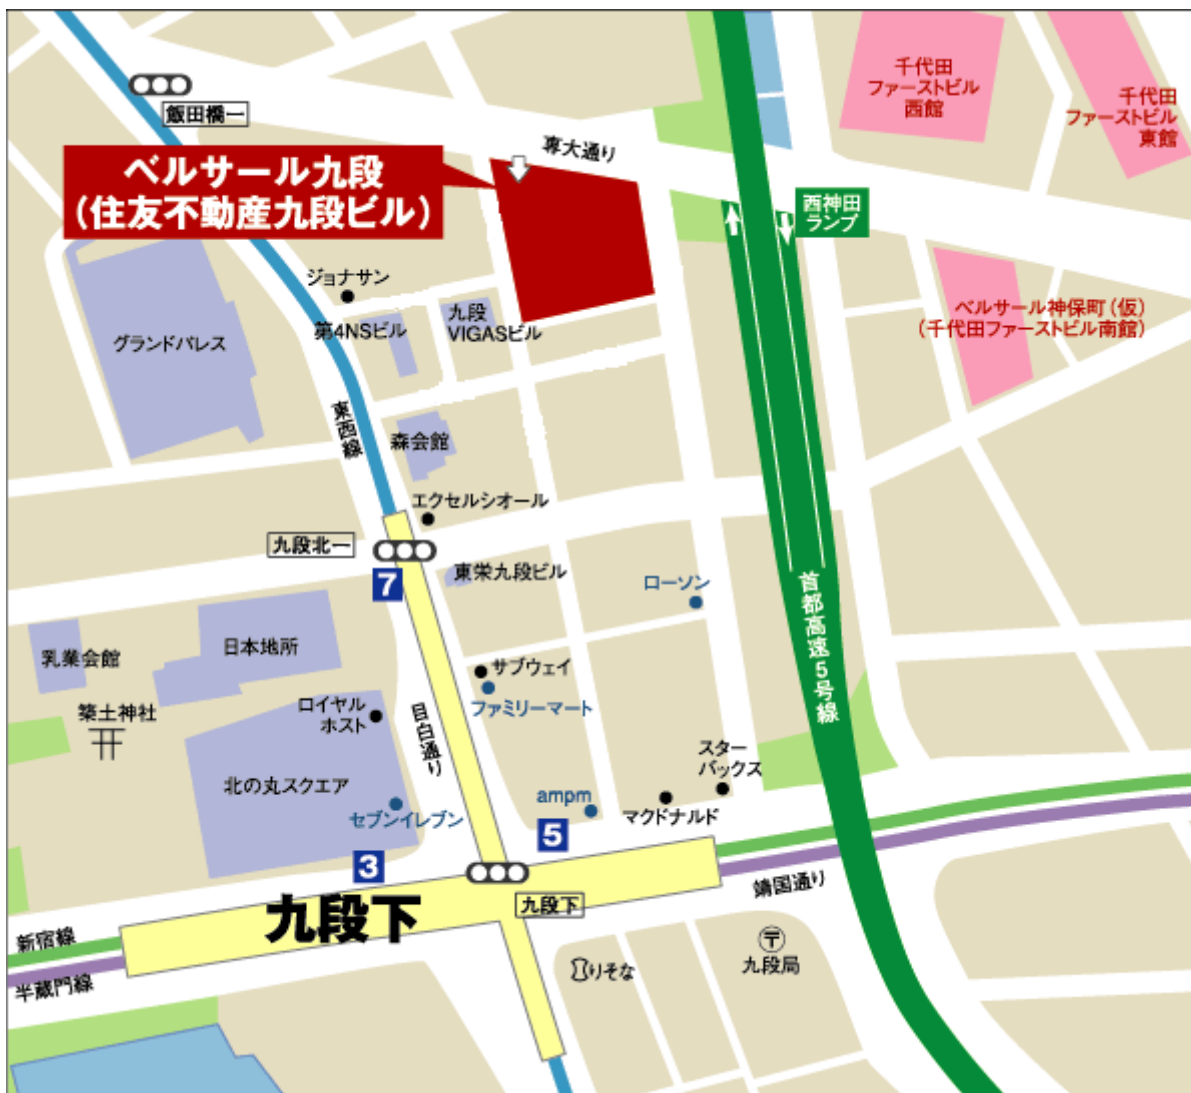 飯田橋一
ベルサール九段
(住友不動産九段ビル)
専大通り
千代田
ファーストビル
西館
千代田
ファーストビル
東館
西神田
ランプ
ジョナサン
第4NSビル
九段
VIGASビル
グランドパレス
ベルサール神保町(仮)
(千代田ファーストビル南館)
東西線
森会館
エクセルシオール
九段北一
7
東栄九段ビル
ローソン
首都高速5号線
乳業会館
日本地所
サブウェイ
ファミリーマート
築土神社
ロイヤル
ホスト
目白通り
スター
バックス
北の丸スクエア
セブンイレブン
ampm
マクドナルド
5
3
九段下
九段下
靖国通り
新宿線
半蔵門線
りそな
〒
九段局